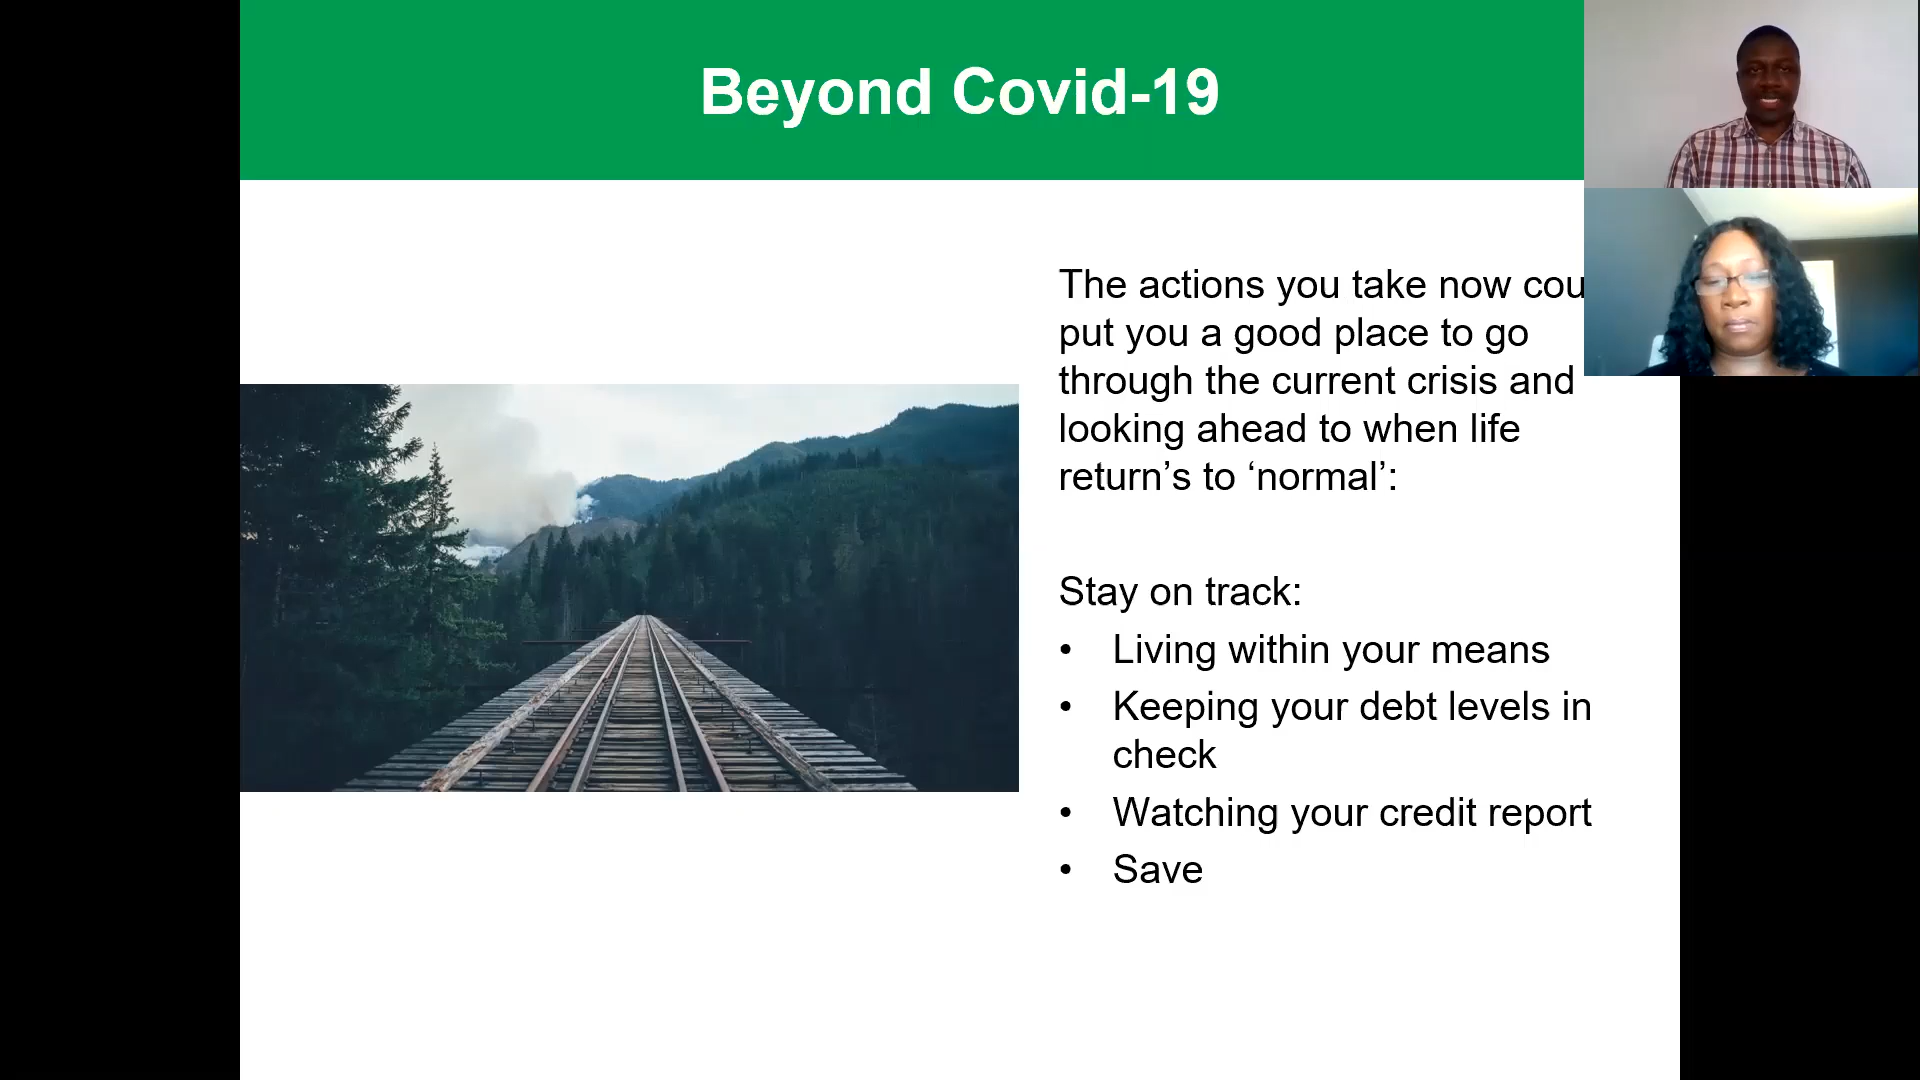 Beyond Covid-19
The actions you take now cou
put you a good place to go
through the current crisis and
looking ahead to when life
return’s to ‘normal’:
Stay on track:
• Living within your means
• Keeping your debt levels in
check
• Watching your credit report
• Save